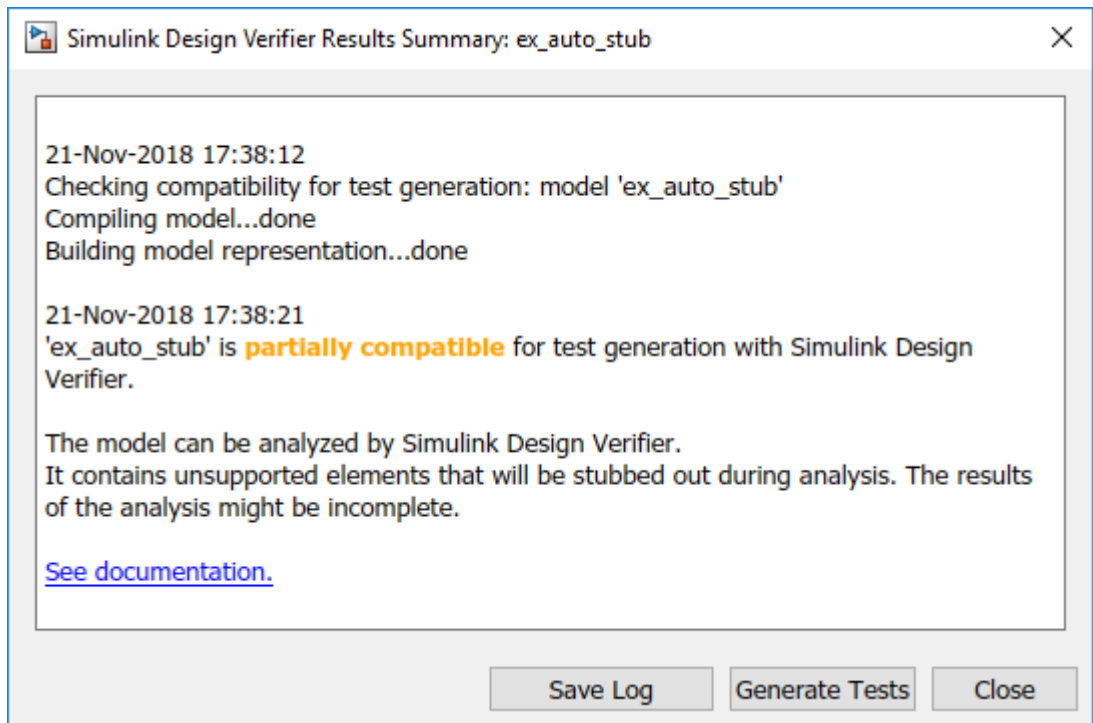 Simulink Design Verifier Results Summary: ex_auto_stub
21-Nov-2018 17:38:12
Checking compatibility for test generation: model 'ex_auto_stub'
Compiling model...done
Building model representation...done
21-Nov-2018 17:38:21
'ex_auto_stub' is partially compatible for test generation with Simulink Design
Verifier.
The model can be analyzed by Simulink Design Verifier.
It contains unsupported elements that will be stubbed out during analysis. The results
of the analysis might be incomplete.
See documentation.
Save Log Generate Tests Close